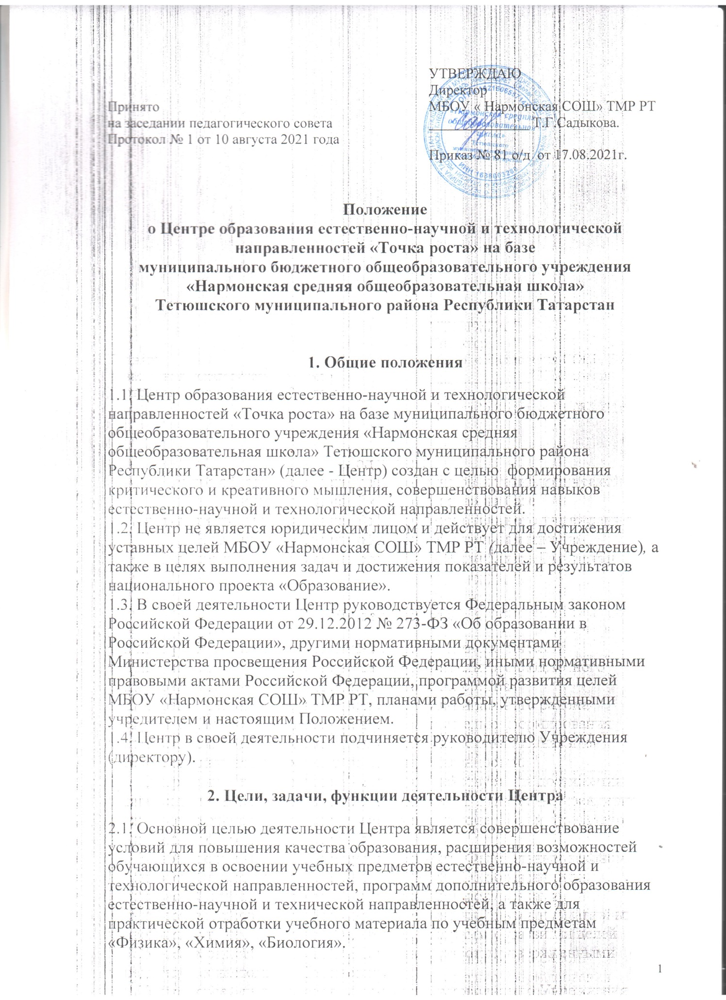 Принято
на заседании педагогического совета
Протокол № 1 от 10 августа 2021 года
УТВЕРЖДАЮ
Директор
МБОУ « Нармонская СОШ» ТМР РТ
Т.Г.Садыкова.
Приказ № 81 о/д от 17.08.2021г.
«Нармонская средняя
общеобразовательная
школа»
Тетюшского
муниципального района
Положение
о Центре образования естественно-научной и технологической
направленностей «Точка роста» на базе
муниципального бюджетного общеобразовательного учреждения
«Нармонская средняя общеобразовательная школа»
Тетюшского муниципального района Республики Татарстан
1. Общие положения
1.1. Центр образования естественно-научной и технологической
направленностей «Точка роста» на базе муниципального бюджетного
общеобразовательного учреждения «Нармонская средняя
общеобразовательная школа» Тетюшского муниципального района
Республики Татарстан» (далее - Центр) создан с целью формирования
критического и креативного мышления, совершенствования навыков
естественно-научной и технологической направленностей.
1.2. Центр не является юридическим лицом и действует для достижения
уставных целей МБОУ «Нармонская СОШ» ТМР РТ (далее – Учреждение), а
также в целях выполнения задач и достижения показателей и результатов
национального проекта «Образование».
1.3. В своей деятельности Центр руководствуется Федеральным законом
Российской Федерации от 29.12.2012 № 273-ФЗ «Об образовании в
Российской Федерации», другими нормативными документами
Министерства просвещения Российской Федерации, иными нормативными
правовыми актами Российской Федерации, программой развития целей
МБОУ «Нармонская СОШ» ТМР РТ, планами работы, утвержденными
учредителем и настоящим Положением.
1.4. Центр в своей деятельности подчиняется руководителю Учреждения
(директору).
2. Цели, задачи, функции деятельности Центра
2.1. Основной целью деятельности Центра является совершенствование
условий для повышения качества образования, расширения возможностей
обучающихся в освоении учебных предметов естественно-научной и
технологической направленностей, программ дополнительного образования
естественно-научной и технической направленностей, а также для
практической отработки учебного материала по учебным предметам
«Физика», «Химия», «Биология».
1